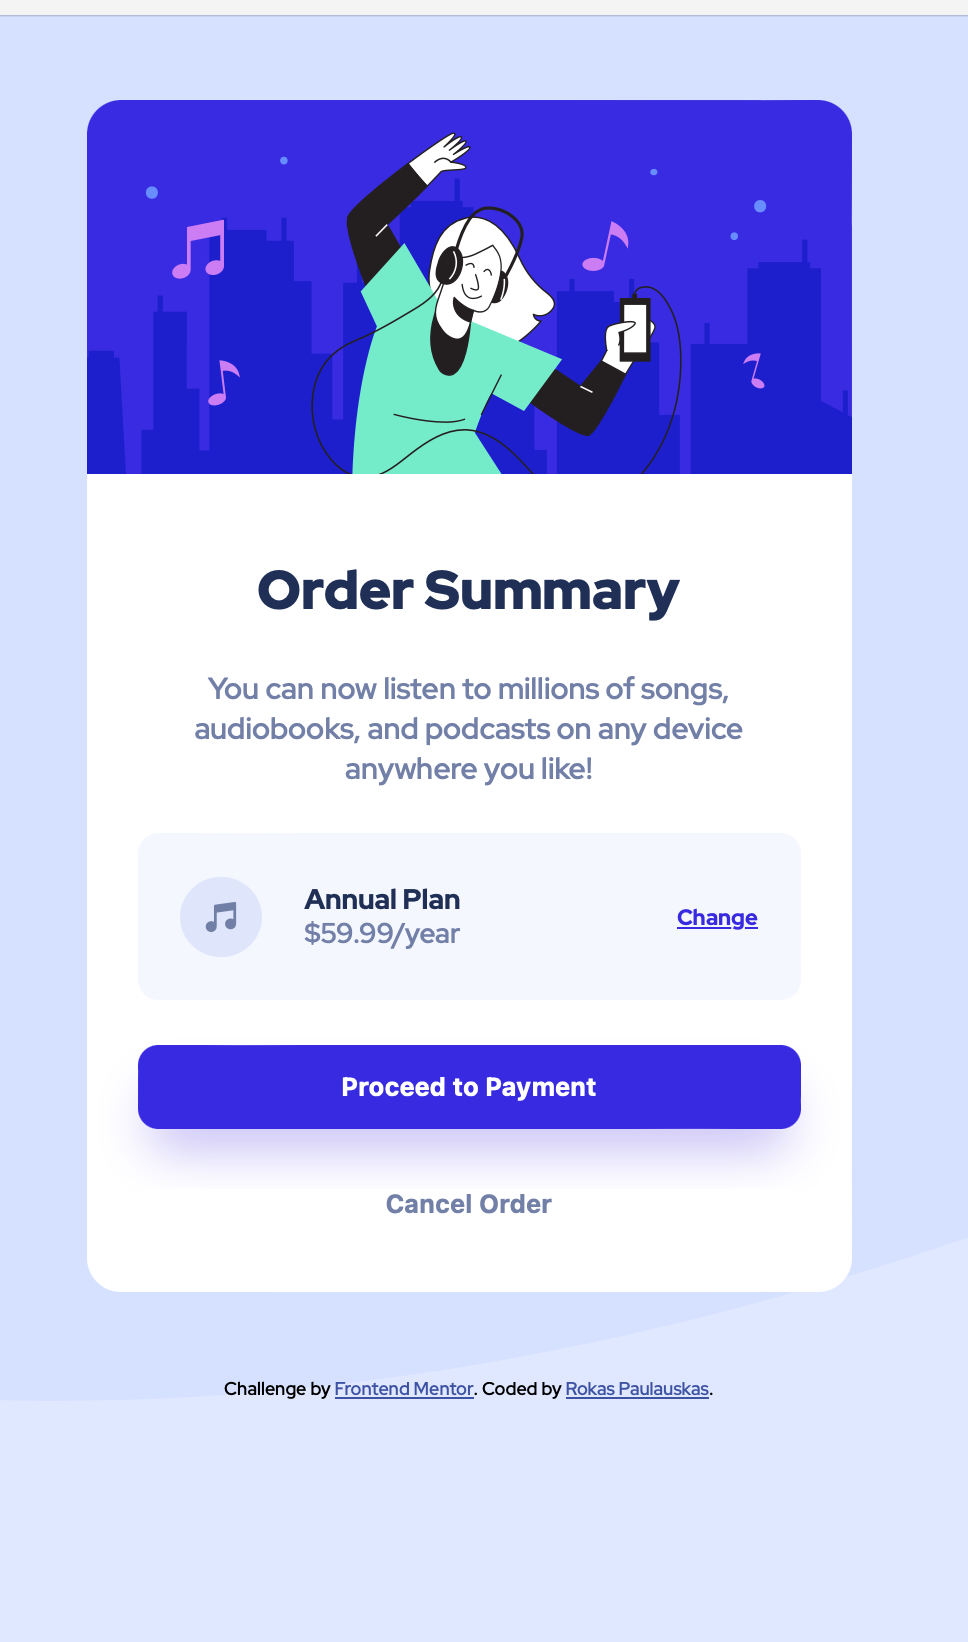 Order Summary
You can now listen to millions of songs,
audiobooks, and podcasts on any device
anywhere you like!
Annual Plan
$59.99/year
Change
Proceed to Payment
Cancel Order
Challenge by Frontend Mentor. Coded by Rokas Paulauskas.